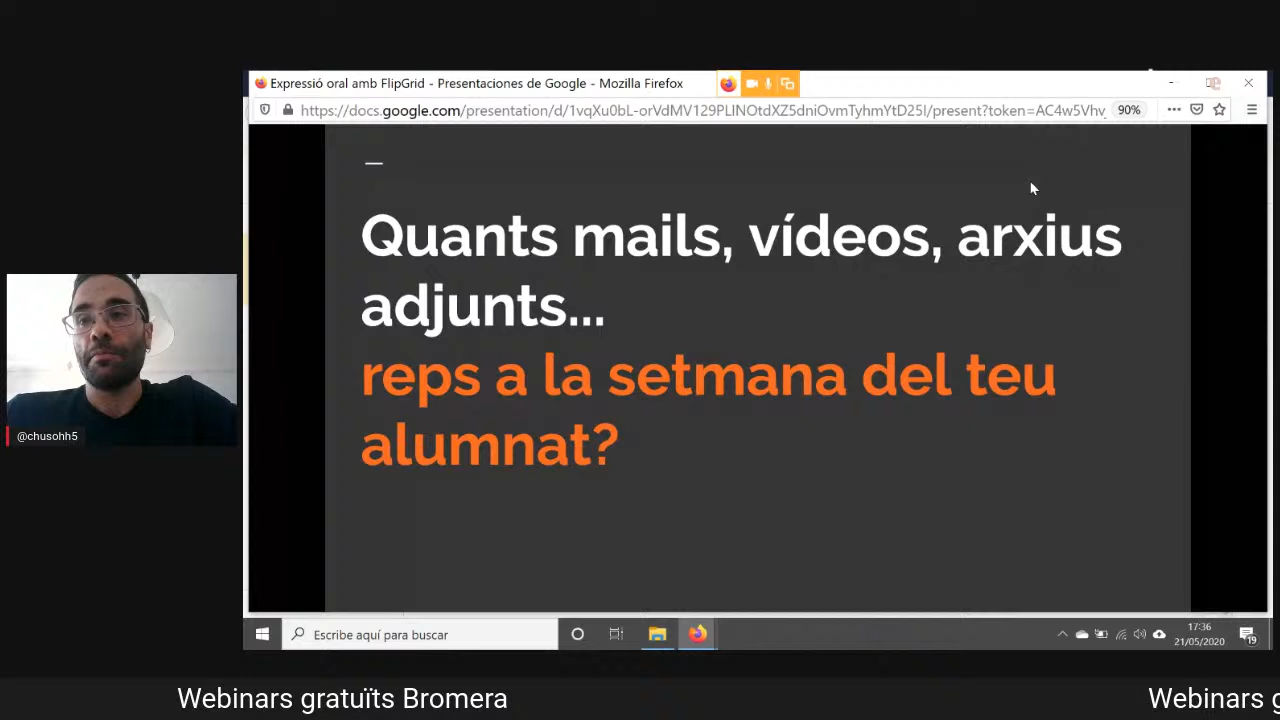 Expressió oral amb FlipGrid - Presentaciones de Google - Mozilla Firefox
https://docs.google.com/presentation/d/1vqXu0bL-orVdMV129PLINOtdXZ5dniOvmTyhmYtD25I/present?token=AC4w5Vhv_
90%
Quants mails, vídeos, arxius
adjunts...
reps a la setmana del teu
alumnat?
@chusohh5
Escribe aquí para buscar
17:36
21/05/2020
19
Webinars gratuïts Bromera
Webinars g